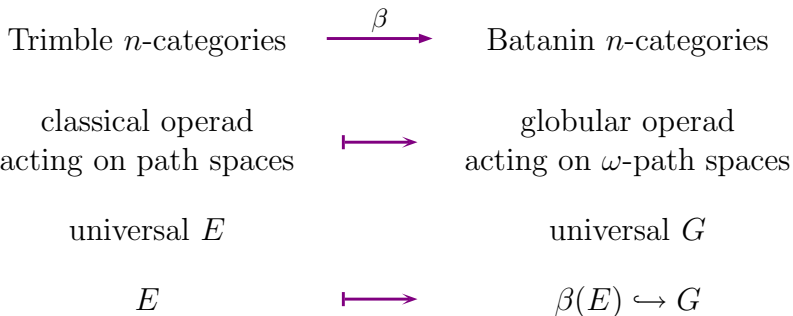 β
Trimble n-categories ⟶ Batanin n-categories
classical operad globular operad
acting on path spaces ⟼ acting on ω-path spaces
universal E universal G
E ⟼ β(E) ↪ G